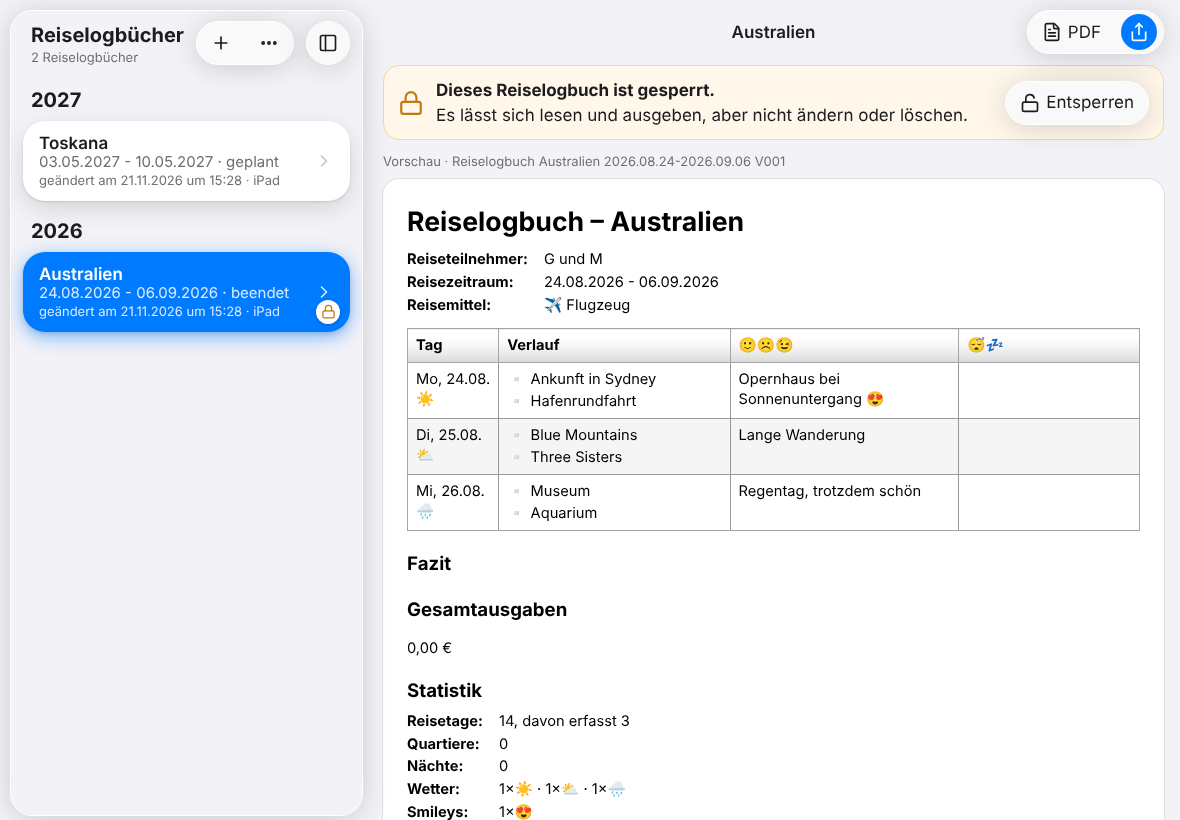 Reiselogbücher
2 Reiselogbücher
2027
Toskana
03.05.2027 - 10.05.2027 · geplant
geändert am 21.11.2026 um 15:28 · iPad
2026
Australien
24.08.2026 - 06.09.2026 · beendet
geändert am 21.11.2026 um 15:28 · iPad
Australien
PDF
Dieses Reiselogbuch ist gesperrt.
Es lässt sich lesen und ausgeben, aber nicht ändern oder löschen.
Entsperren
Vorschau · Reiselogbuch Australien 2026.08.24-2026.09.06 V001
Reiselogbuch – Australien
Reiseteilnehmer: G und M
Reisezeitraum: 24.08.2026 - 06.09.2026
Reisemittel: ✈️ Flugzeug
Tag Verlauf 🙂☹️😉 😴💤
Mo, 24.08. ▫️ Ankunft in Sydney Opernhaus bei
☀️ ▫️ Hafenrundfahrt Sonnenuntergang 😍
Di, 25.08. ▫️ Blue Mountains Lange Wanderung
⛅ ▫️ Three Sisters
Mi, 26.08. ▫️ Museum Regentag, trotzdem schön
🌧️ ▫️ Aquarium
Fazit
Gesamtausgaben
0,00 €
Statistik
Reisetage: 14, davon erfasst 3
Quartiere: 0
Nächte: 0
Wetter: 1×☀️ · 1×⛅ · 1×🌧️
Smileys: 1×😍